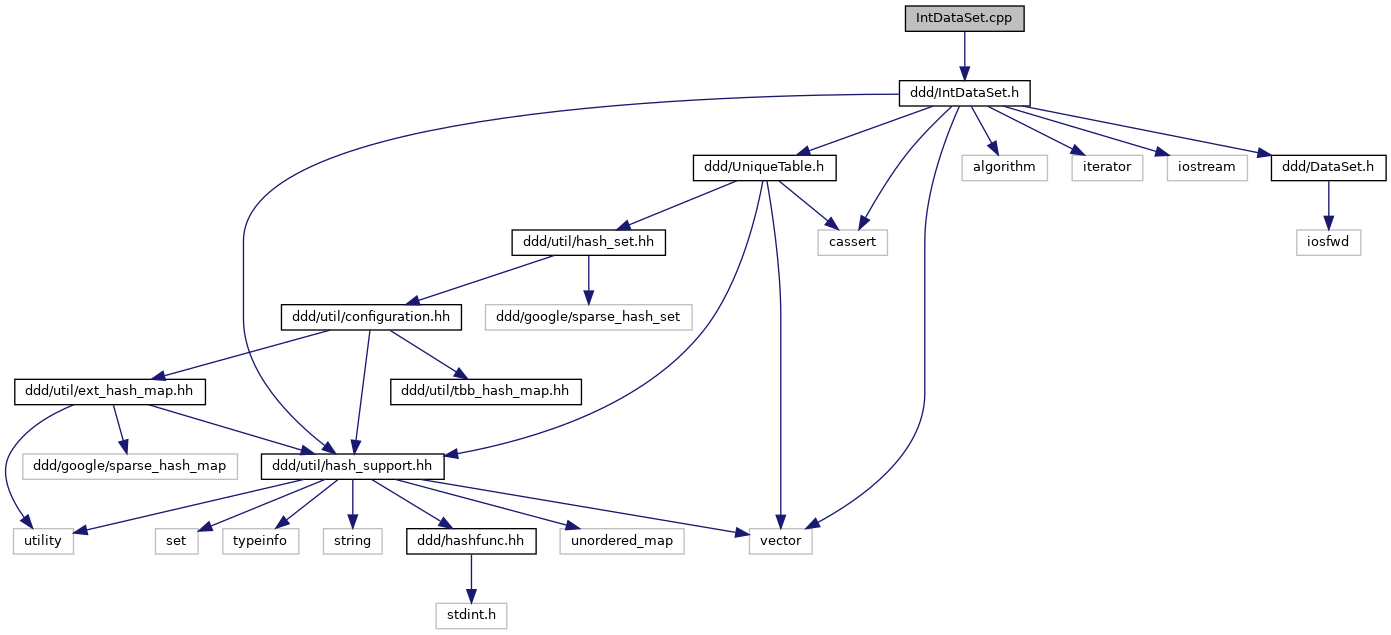 IntDataSet.cpp
ddd/IntDataSet.h
ddd/UniqueTable.h
algorithm
iterator
iostream
ddd/DataSet.h
ddd/util/hash_set.hh
cassert
iosfwd
ddd/util/configuration.hh
ddd/google/sparse_hash_set
ddd/util/ext_hash_map.hh
ddd/util/tbb_hash_map.hh
ddd/google/sparse_hash_map
ddd/util/hash_support.hh
utility
set
typeinfo
string
ddd/hashfunc.hh
unordered_map
vector
stdint.h